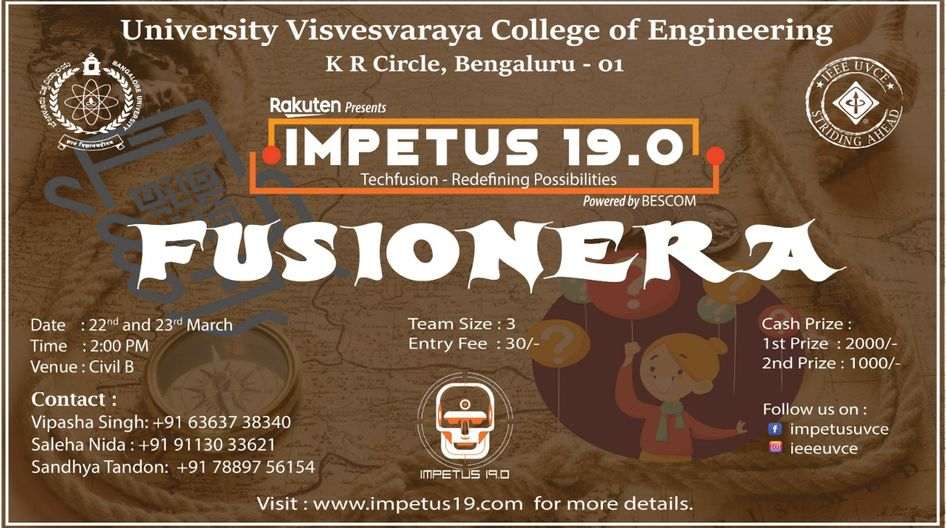 University Visvesvaraya College of Engineering
K R Circle, Bengaluru - 01
BANGALORE UNIVERSITY
IEEE UVCE
STRIDING AHEAD
Rakuten Presents
IMPETUS 19.0
Techfusion - Redefining Possibilities
Powered by BESCOM
FUSIONERA
Date : 22nd and 23rd March
Time : 2:00 PM
Venue : Civil B
Team Size : 3
Entry Fee : 30/-
Cash Prize :
1st Prize : 2000/-
2nd Prize : 1000/-
Contact :
Vipasha Singh: +91 63637 38340
Saleha Nida : +91 91130 33621
Sandhya Tandon: +91 78897 56154
IMPETUS 19.0
Follow us on :
impetusuvce
ieeeuvce
Visit : www.impetus19.com for more details.